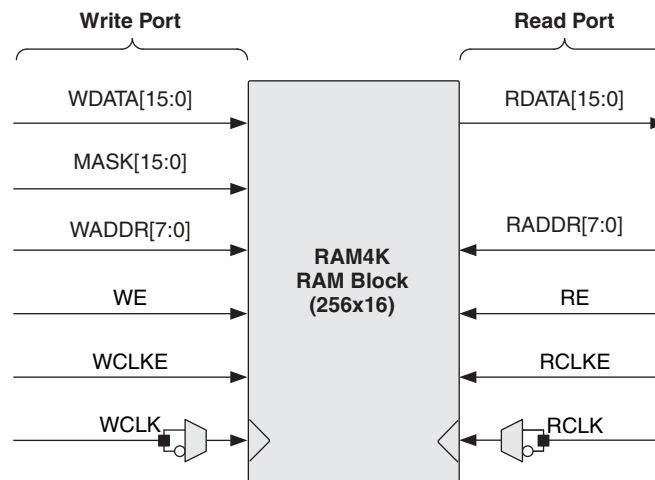 Write Port
Read Port
WDATA[15:0]
RDATA[15:0]
MASK[15:0]
WADDR[7:0]
RADDR[7:0]
RAM4K
RAM Block
(256x16)
WE
RE
WCLKE
RCLKE
WCLK
RCLK